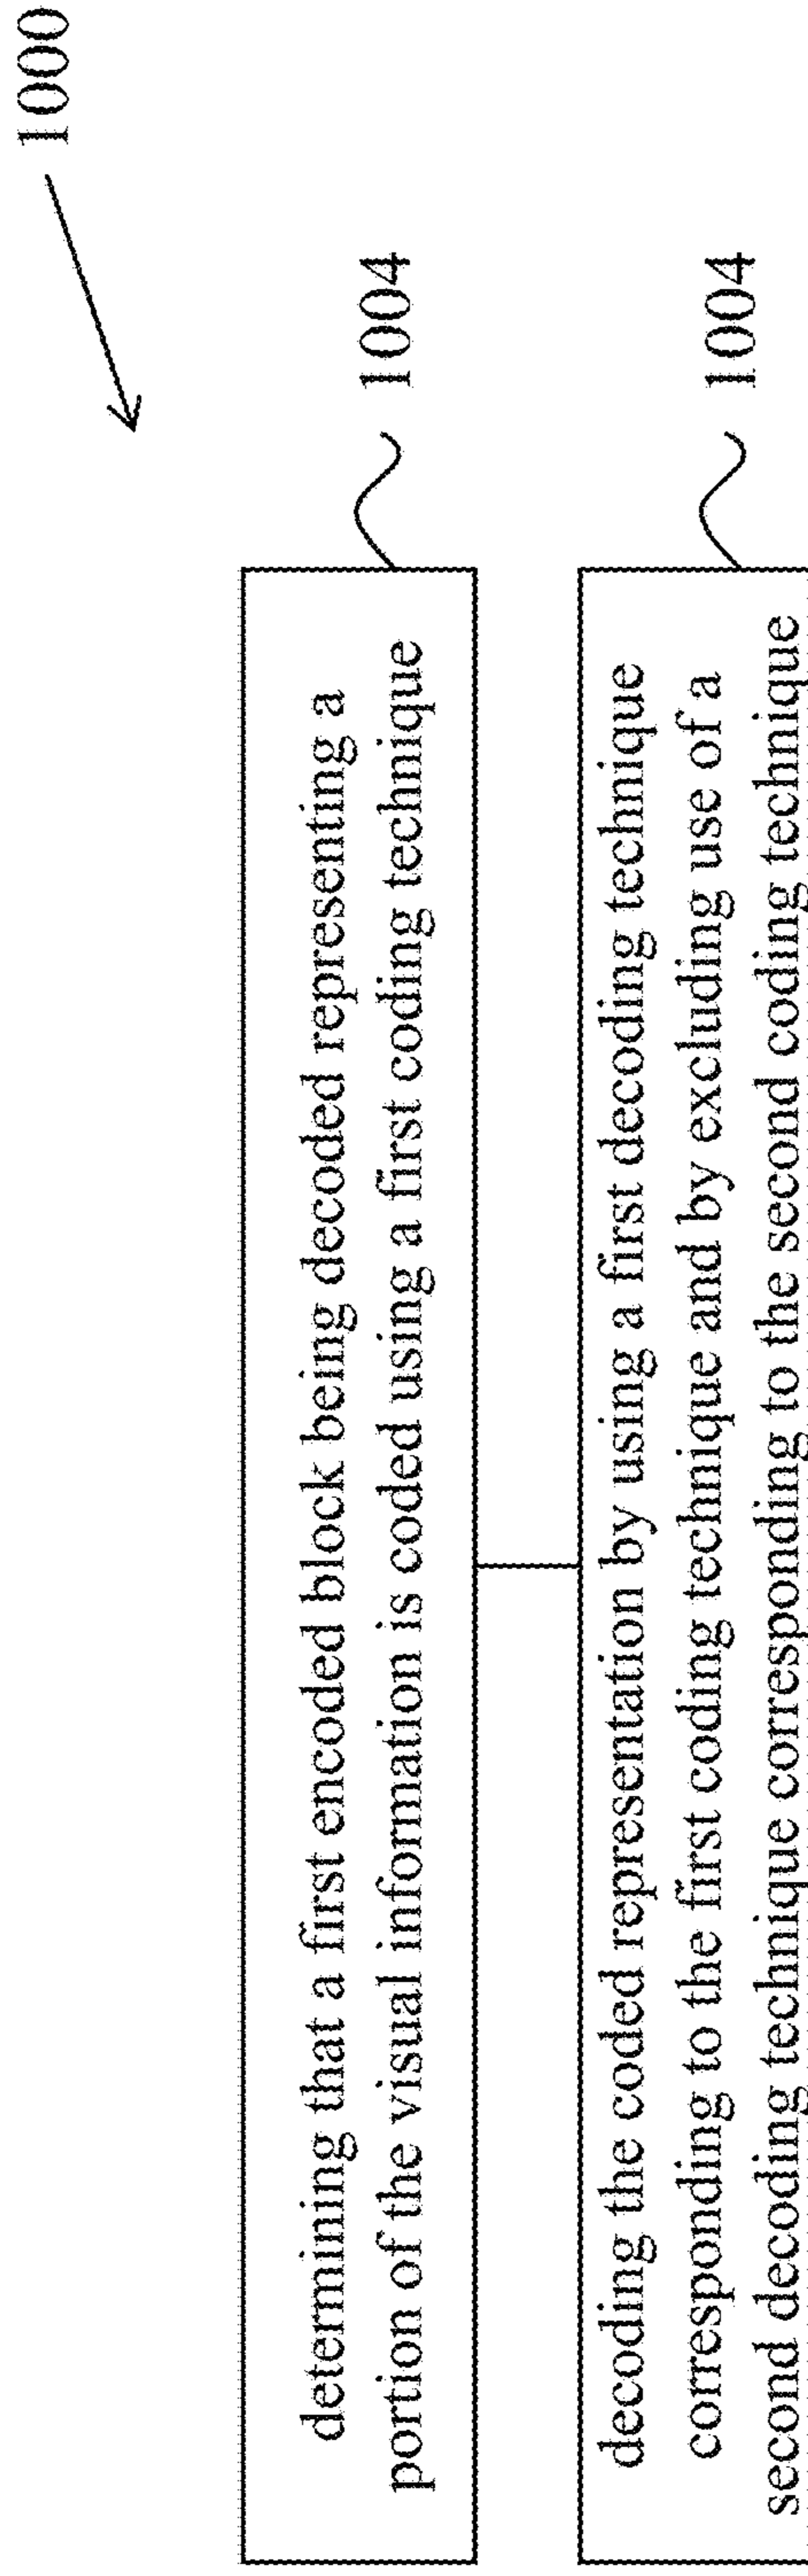 1000
determining that a first encoded block being decoded representing a
portion of the visual information is coded using a first coding technique
1004
decoding the coded representation by using a first decoding technique
corresponding to the first coding technique and by excluding use of a
second decoding technique corresponding to the second coding technique
1004